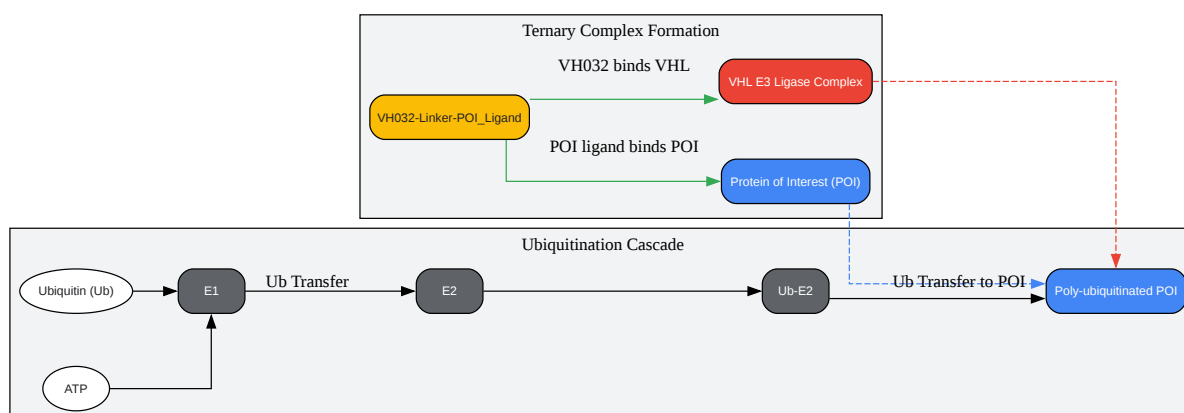 Ternary Complex Formation
VH032 binds VHL
VHL E3 Ligase Complex
VH032-Linker-POI_Ligand
POI ligand binds POI
Protein of Interest (POI)
Ubiquitination Cascade
Ubiquitin (Ub)
E1
Ub Transfer
E2
Ub-E2
Ub Transfer to POI
Poly-ubiquitinated POI
ATP